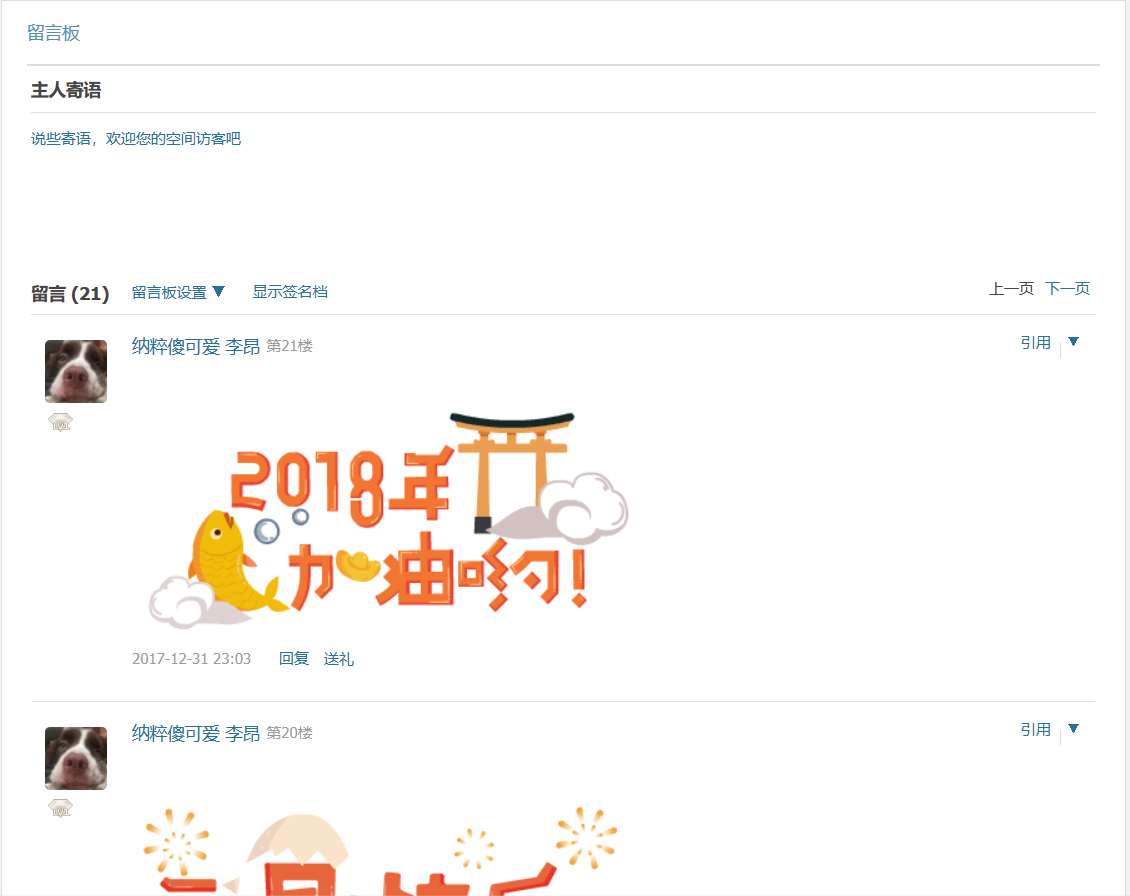 留言板
主人寄语
说些寄语，欢迎您的空间访客吧
留言 (21) 留言板设置 ▼ 显示签名档 上一页 下一页
纳粹傻可爱 李昂 第21楼 引用 ▼
2018年
加油哟!
2017-12-31 23:03 回复 送礼
纳粹傻可爱 李昂 第20楼 引用 ▼